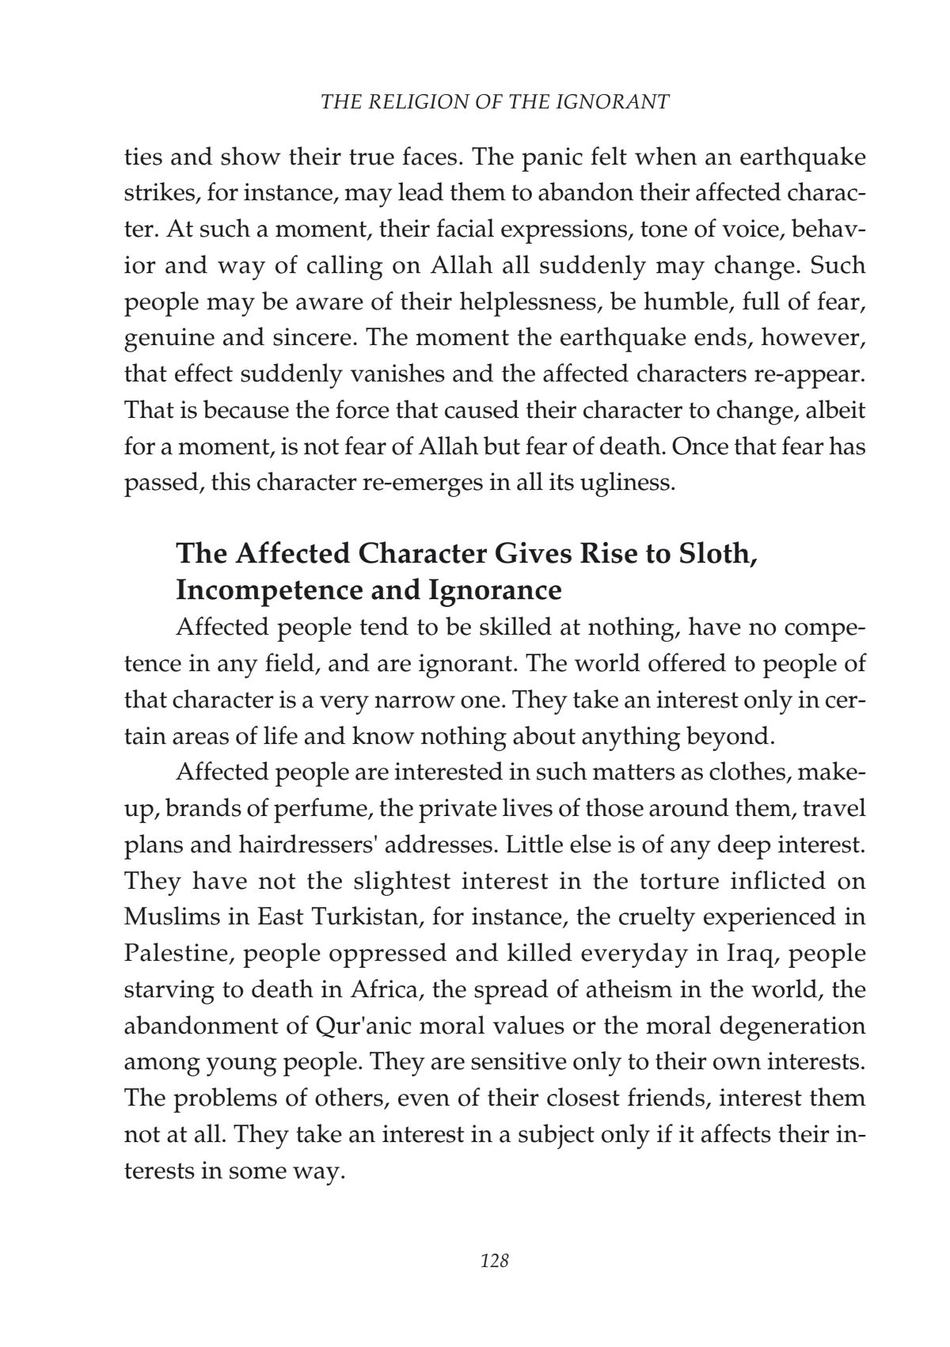 THE RELIGION OF THE IGNORANT
ties and show their true faces. The panic felt when an earthquake
strikes, for instance, may lead them to abandon their affected charac-
ter. At such a moment, their facial expressions, tone of voice, behav-
ior and way of calling on Allah all suddenly may change. Such
people may be aware of their helplessness, be humble, full of fear,
genuine and sincere. The moment the earthquake ends, however,
that effect suddenly vanishes and the affected characters re-appear.
That is because the force that caused their character to change, albeit
for a moment, is not fear of Allah but fear of death. Once that fear has
passed, this character re-emerges in all its ugliness.
The Affected Character Gives Rise to Sloth,
Incompetence and Ignorance
Affected people tend to be skilled at nothing, have no compe-
tence in any field, and are ignorant. The world offered to people of
that character is a very narrow one. They take an interest only in cer-
tain areas of life and know nothing about anything beyond.
Affected people are interested in such matters as clothes, make-
up, brands of perfume, the private lives of those around them, travel
plans and hairdressers' addresses. Little else is of any deep interest.
They have not the slightest interest in the torture inflicted on
Muslims in East Turkistan, for instance, the cruelty experienced in
Palestine, people oppressed and killed everyday in Iraq, people
starving to death in Africa, the spread of atheism in the world, the
abandonment of Qur'anic moral values or the moral degeneration
among young people. They are sensitive only to their own interests.
The problems of others, even of their closest friends, interest them
not at all. They take an interest in a subject only if it affects their in-
terests in some way.
128